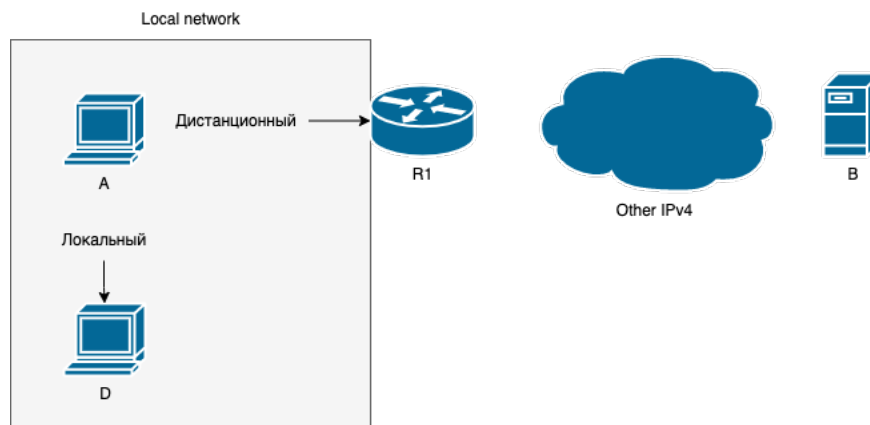 Local network
A
Дистанционный
R1
Other IPv4
B
Локальный
D